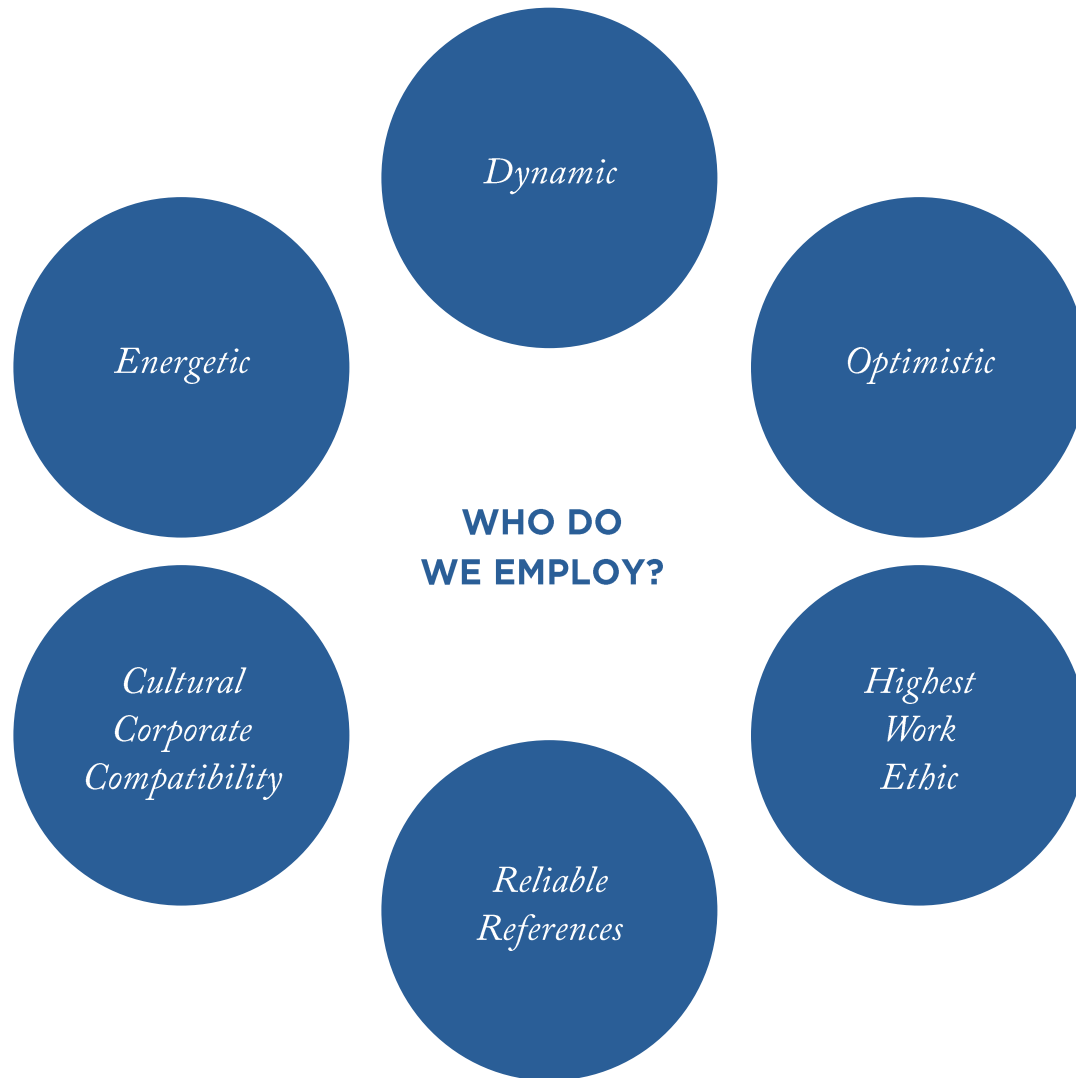 Dynamic
Energetic
Optimistic
WHO DO
WE EMPLOY?
Cultural
Corporate
Compatibility
Highest
Work
Ethic
Reliable
References